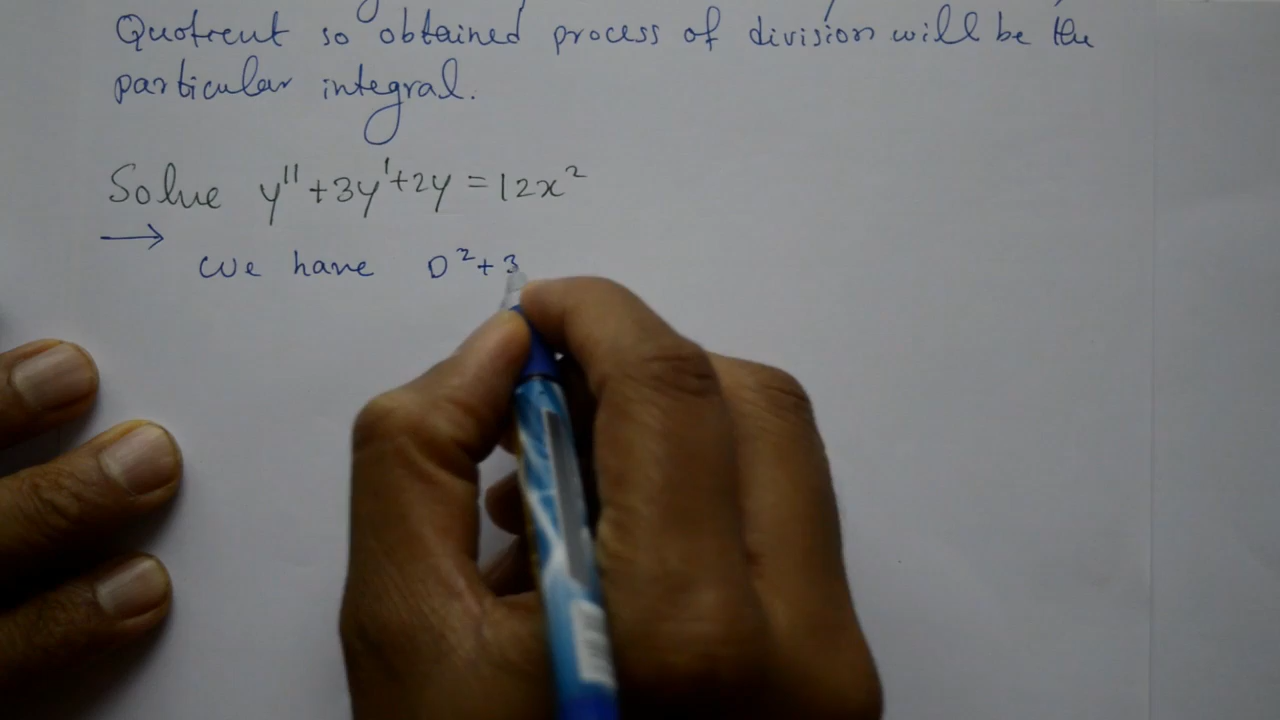 Quotient so obtained process of division will be the
particular integral.
Solve y'' + 3y' + 2y = 12x²
→ We have D² + 3